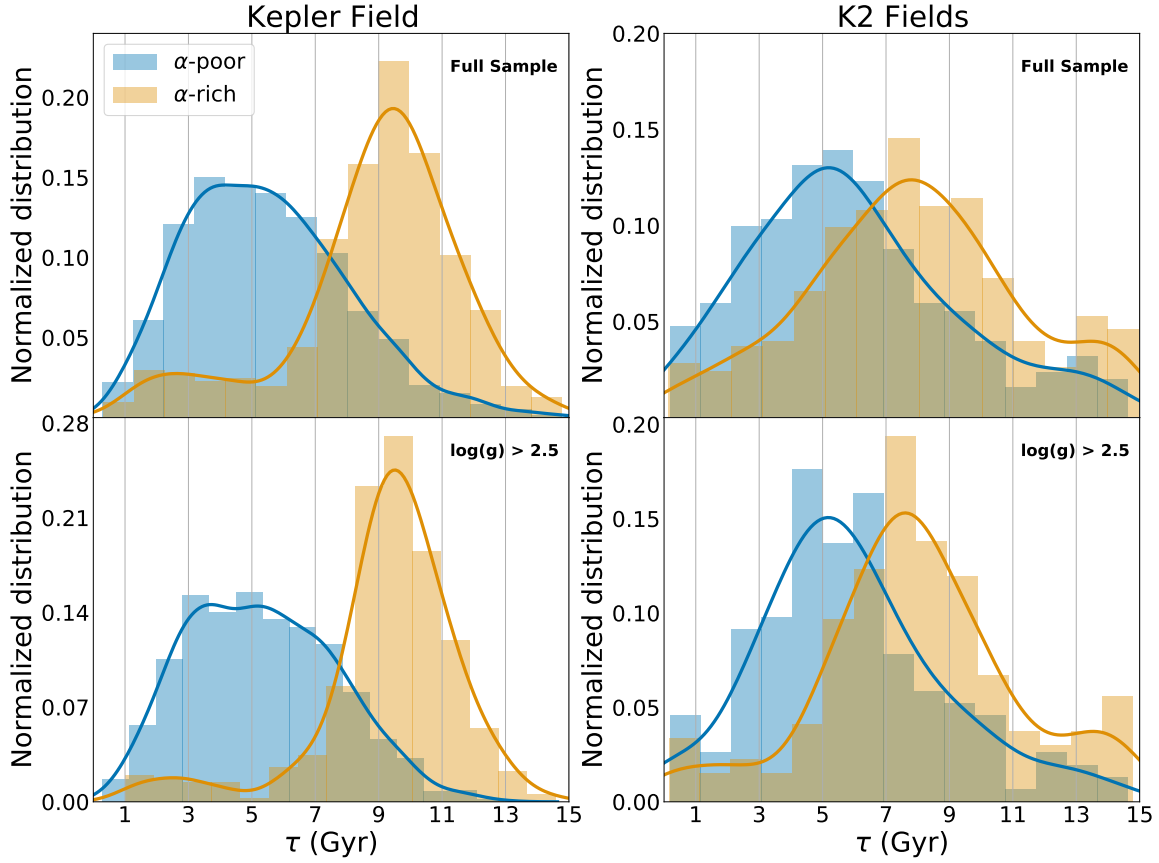 Kepler Field
K2 Fields
Normalized distribution
0.20
0.15
0.10
0.05
α-poor
α-rich
Full Sample
Normalized distribution
0.20
0.15
0.10
0.05
Full Sample
Normalized distribution
0.28
0.21
0.14
0.07
0.00
log(g) > 2.5
1 3 5 7 9 11 13 15
τ (Gyr)
Normalized distribution
0.20
0.15
0.10
0.05
0.00
log(g) > 2.5
1 3 5 7 9 11 13 15
τ (Gyr)